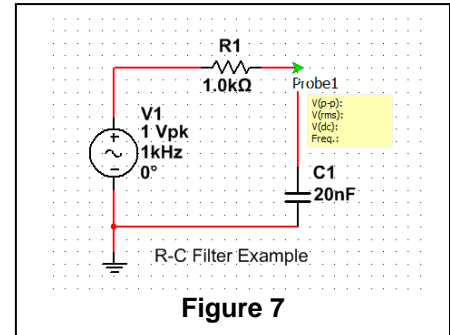 R1
1.0kΩ
Probe1
V(p-p):
V(rms):
V(dc):
Freq.:
V1
1 Vpk
1kHz
0°
C1
20nF
R-C Filter Example
Figure 7